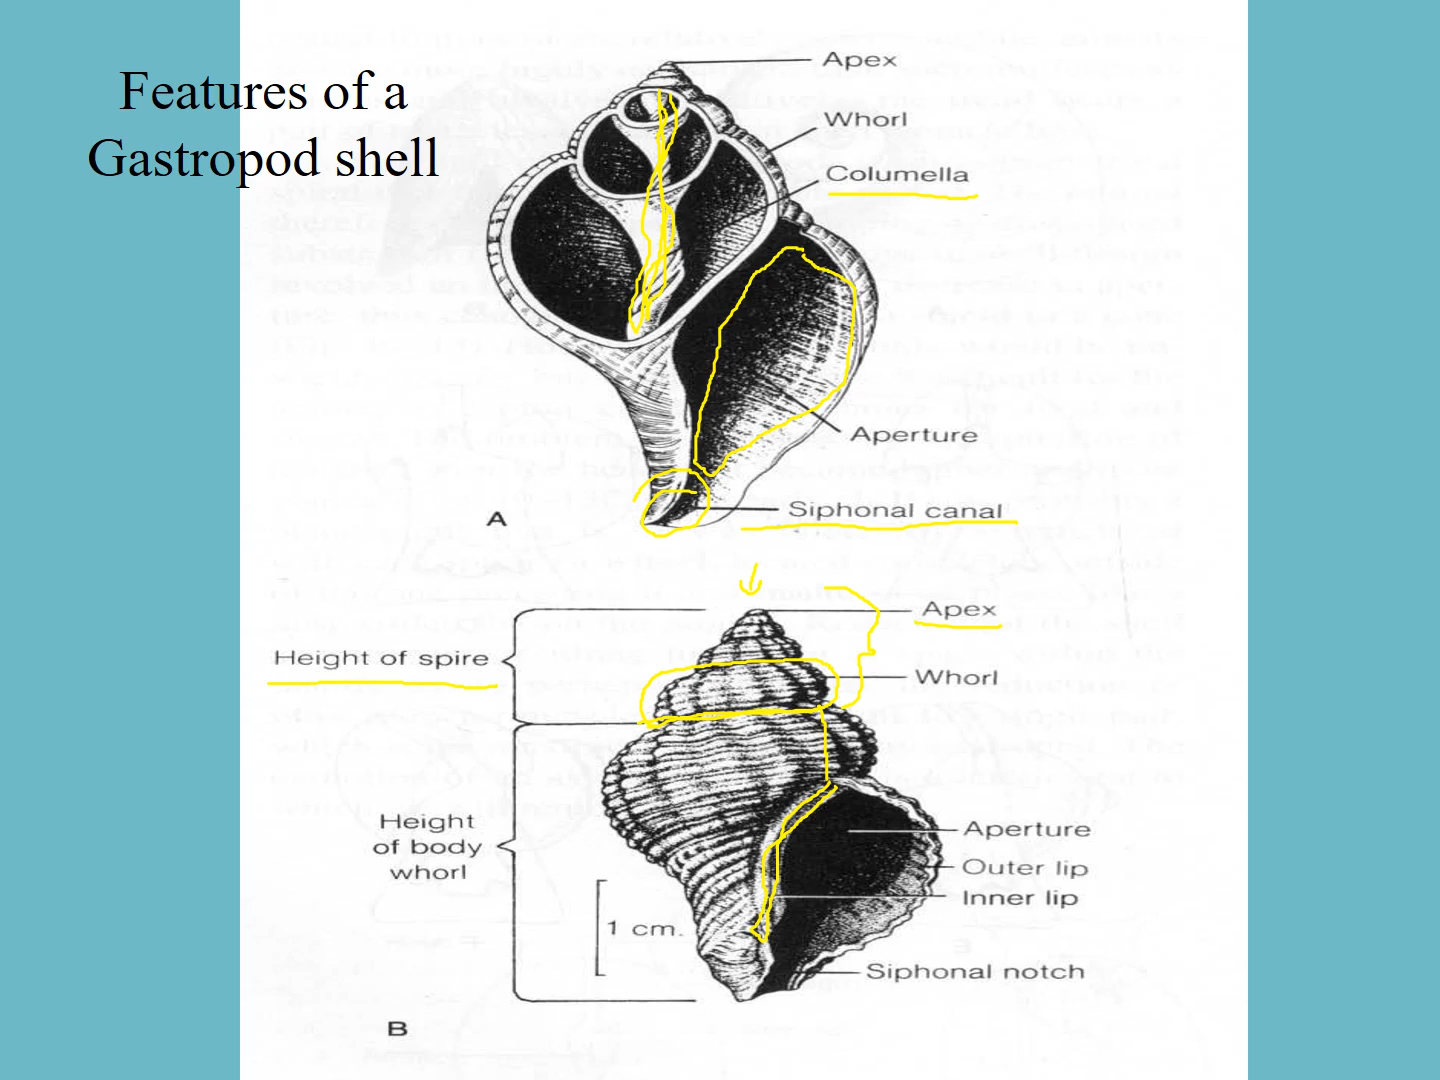 Features of a
Gastropod shell
Apex
Whorl
Columella
Aperture
Siphonal canal
A
Apex
Height of spire
Whorl
Height
of body
whorl
Aperture
Outer lip
Inner lip
1 cm.
Siphonal notch
B